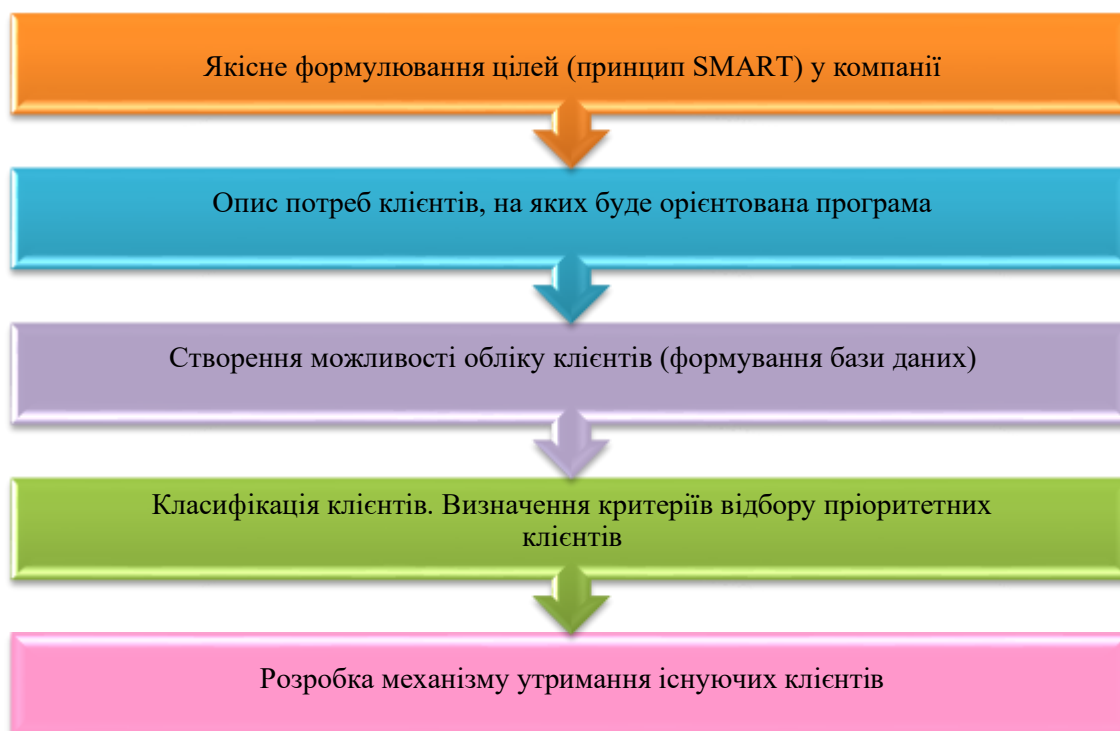 Якісне формулювання цілей (принцип SMART) у компанії
Опис потреб клієнтів, на яких буде орієнтована програма
Створення можливості обліку клієнтів (формування бази даних)
Класифікація клієнтів. Визначення критеріїв відбору пріоритетних
клієнтів
Розробка механізму утримання існуючих клієнтів